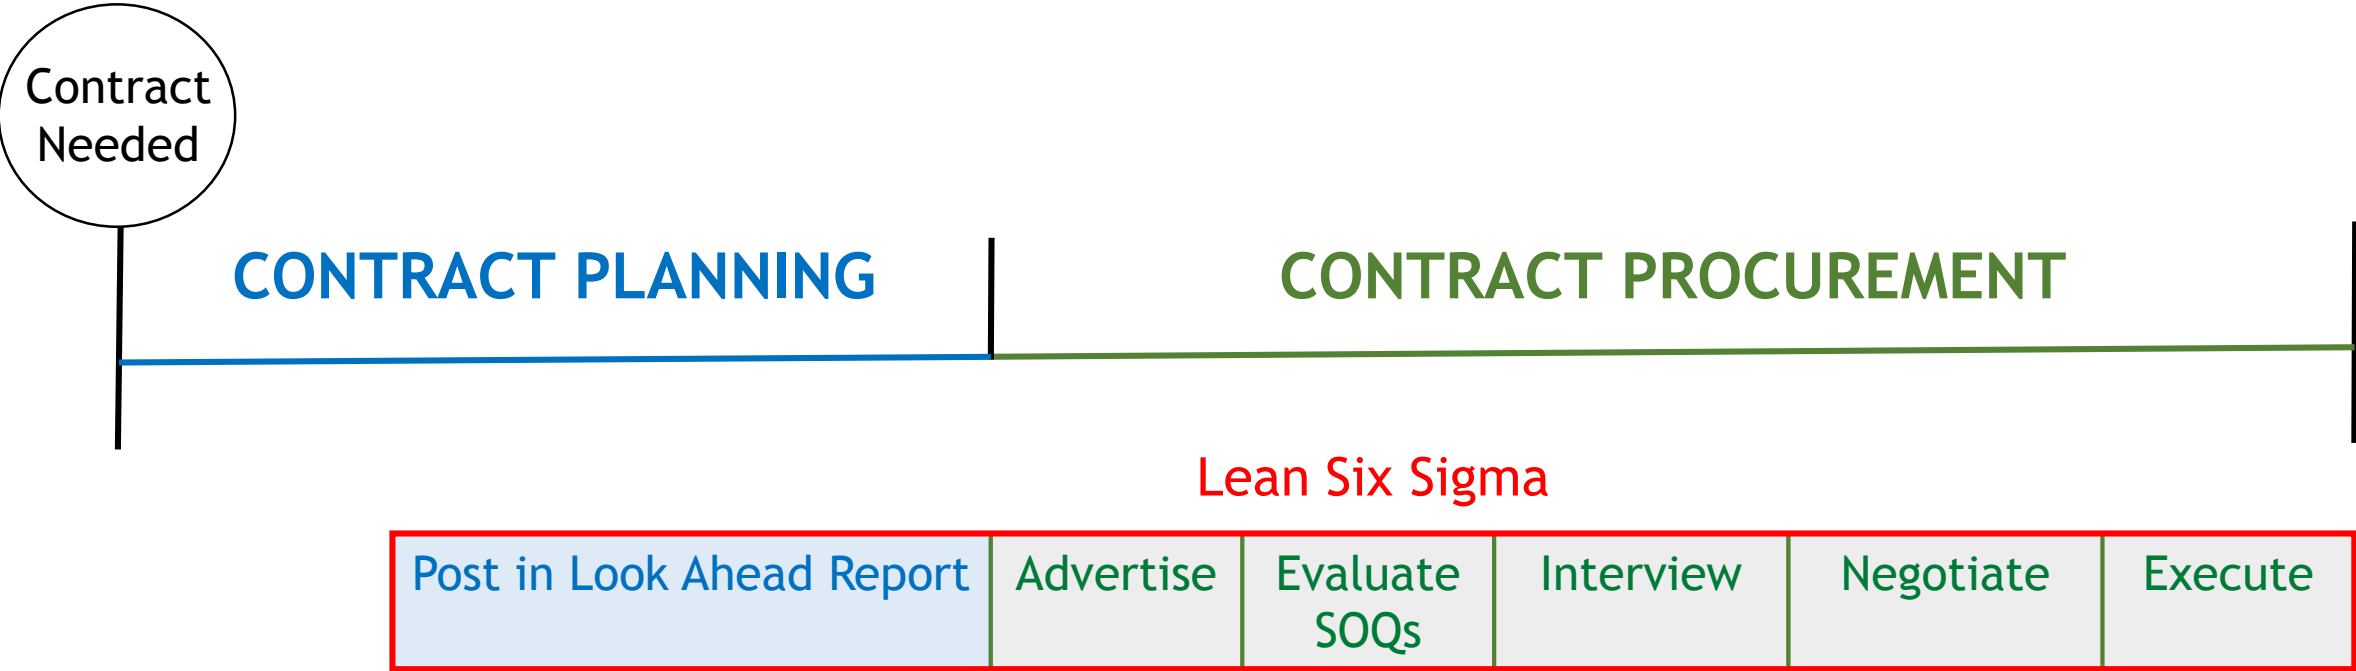 Contract
Needed
CONTRACT PLANNING
CONTRACT PROCUREMENT
Lean Six Sigma
Post in Look Ahead Report
Advertise
Evaluate
SOQs
Interview
Negotiate
Execute